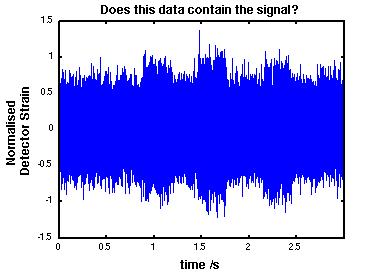 Does this data contain the signal?
1.5
1
0.5
0
-0.5
-1
-1.5
Normalised
Detector Strain
0 0.5 1 1.5 2 2.5
time /s